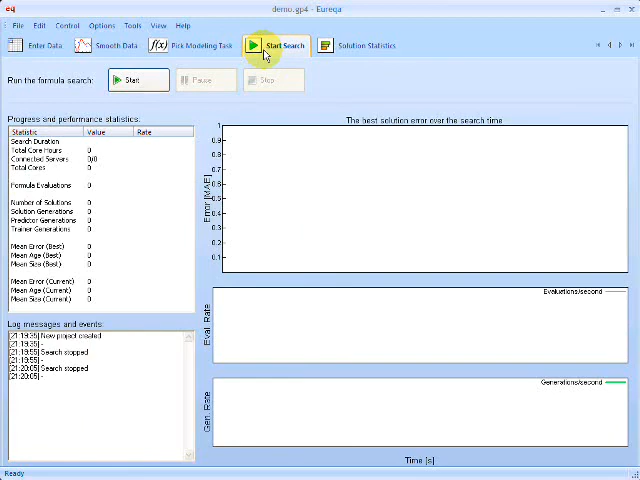 eq demo.gp4 - Eureqa
File Edit Control Options Tools View Help
Enter Data Smooth Data f(x) Pick Modeling Task Start Search Solution Statistics
Run the formula search: Start Pause Stop
Progress and performance statistics:
Statistic Value Rate
Search Duration
Total Core Hours 0
Connected Servers 0/0
Total Cores 0
Formula Evaluations 0
Number of Solutions 0
Solution Generations 0
Predictor Generations 0
Trainer Generations 0
Mean Error (Best) 0
Mean Age (Best) 0
Mean Size (Best) 0
Mean Error (Current) 0
Mean Age (Current) 0
Mean Size (Current) 0
Log messages and events:
[21:19:35] New project created
[21:19:35] -
[21:19:55] Search stopped
[21:19:55] -
[21:20:05] Search stopped
[21:20:05] -
The best solution error over the search time
1
0.9
0.8
0.7
0.6
0.5
0.4
0.3
0.2
0.1
Error [MAE]
Evaluations/second
Eval. Rate
Generations/second
Gen. Rate
Time [s]
Ready